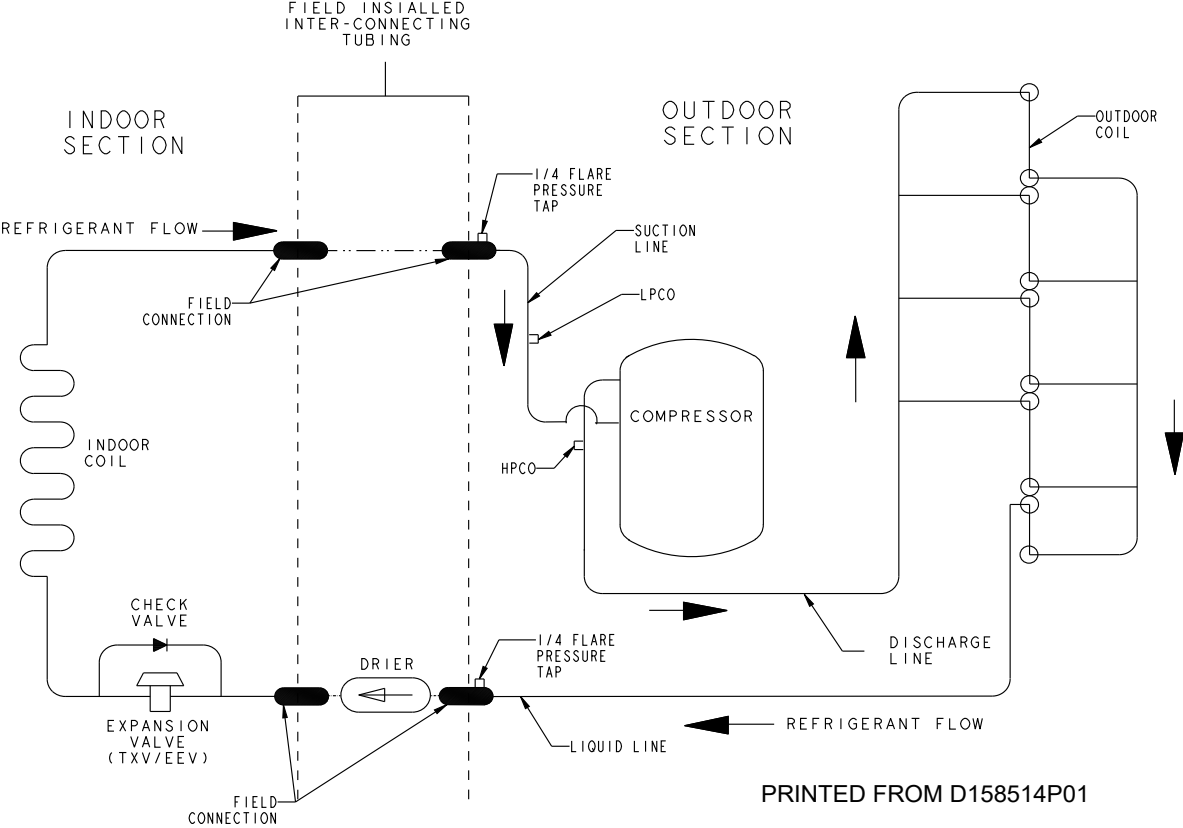 FIELD INSIALLED
INTER-CONNECTING
TUBING
INDOOR
SECTION
OUTDOOR
SECTION
OUTDOOR
COIL
1/4 FLARE
PRESSURE
TAP
REFRIGERANT FLOW
SUCTION
LINE
FIELD
CONNECTION
LPCO
COMPRESSOR
INDOOR
COIL
HPCO
CHECK
VALVE
DRIER
1/4 FLARE
PRESSURE
TAP
DISCHARGE
LINE
EXPANSION
VALVE
(TXV/EEV)
LIQUID LINE
REFRIGERANT FLOW
FIELD
CONNECTION
PRINTED FROM D158514P01